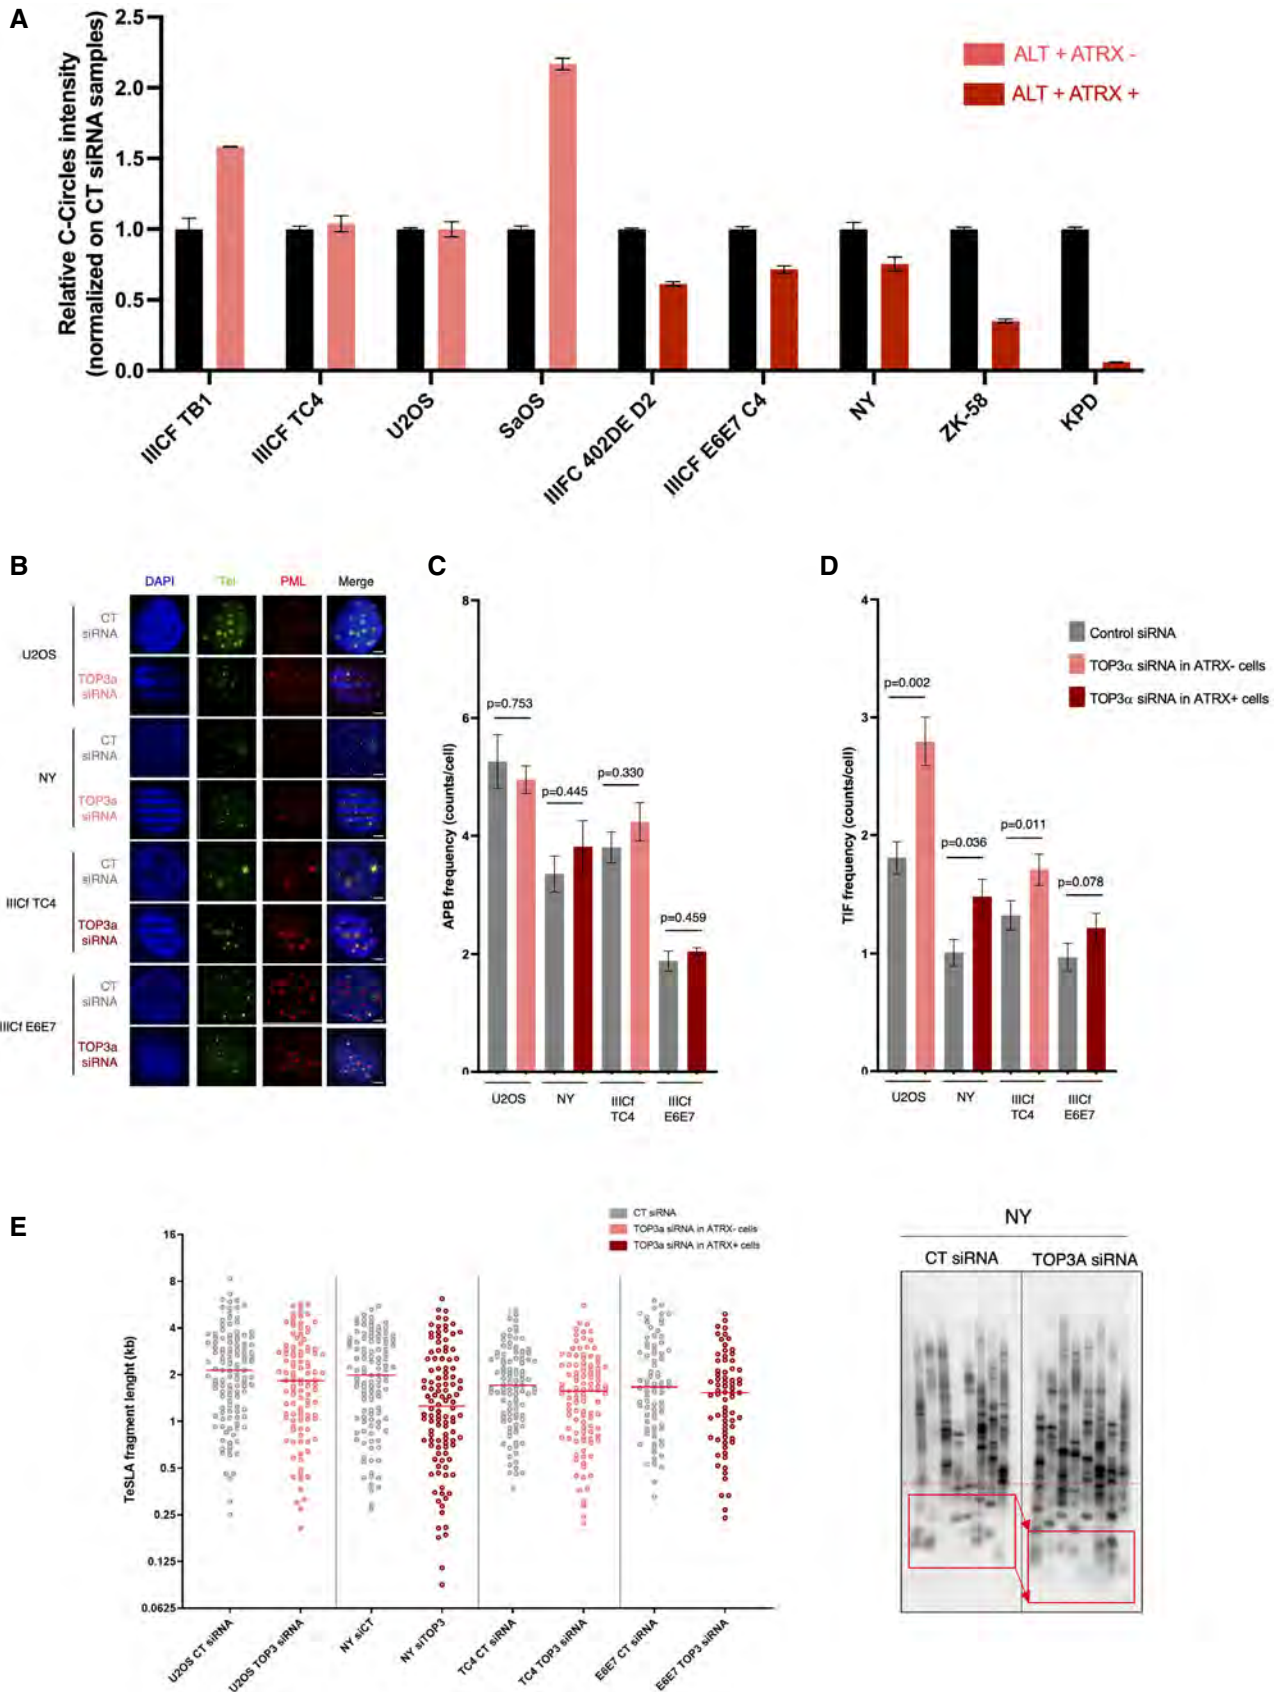 A
Relative C-Circles intensity
(normalized on CT siRNA samples)
2.5
2.0
1.5
1.0
0.5
0.0
ALT + ATRX -
ALT + ATRX +
IIICF TB1
IIICF TC4
U2OS
SaOS
IIIFC 402DE D2
IIICF E6E7 C4
NY
ZK-58
KPD
B
DAPI
Tel
PML
Merge
U2OS
CT
siRNA
TOP3a
siRNA
NY
CT
siRNA
TOP3a
siRNA
IIICf TC4
CT
siRNA
TOP3a
siRNA
IIICf E6E7
CT
siRNA
TOP3a
siRNA
C
APB frequency (counts/cell)
8
6
4
2
0
p=0.753
p=0.445
p=0.330
p=0.459
U2OS
NY
IIICf
TC4
IIICf
E6E7
D
TIF frequency (counts/cell)
4
3
2
1
0
p=0.002
p=0.036
p=0.011
p=0.078
U2OS
NY
IIICf
TC4
IIICf
E6E7
Control siRNA
TOP3α siRNA in ATRX- cells
TOP3α siRNA in ATRX+ cells
E
TeSLA fragment lenght (kb)
16
8
4
2
1
0.5
0.25
0.125
0.0625
CT siRNA
TOP3a siRNA in ATRX- cells
TOP3a siRNA in ATRX+ cells
U2OS CT siRNA
U2OS TOP3 siRNA
NY siCT
NY siTOP3
TC4 CT siRNA
TC4 TOP3 siRNA
E6E7 CT siRNA
E6E7 TOP3 siRNA
NY
CT siRNA
TOP3A siRNA